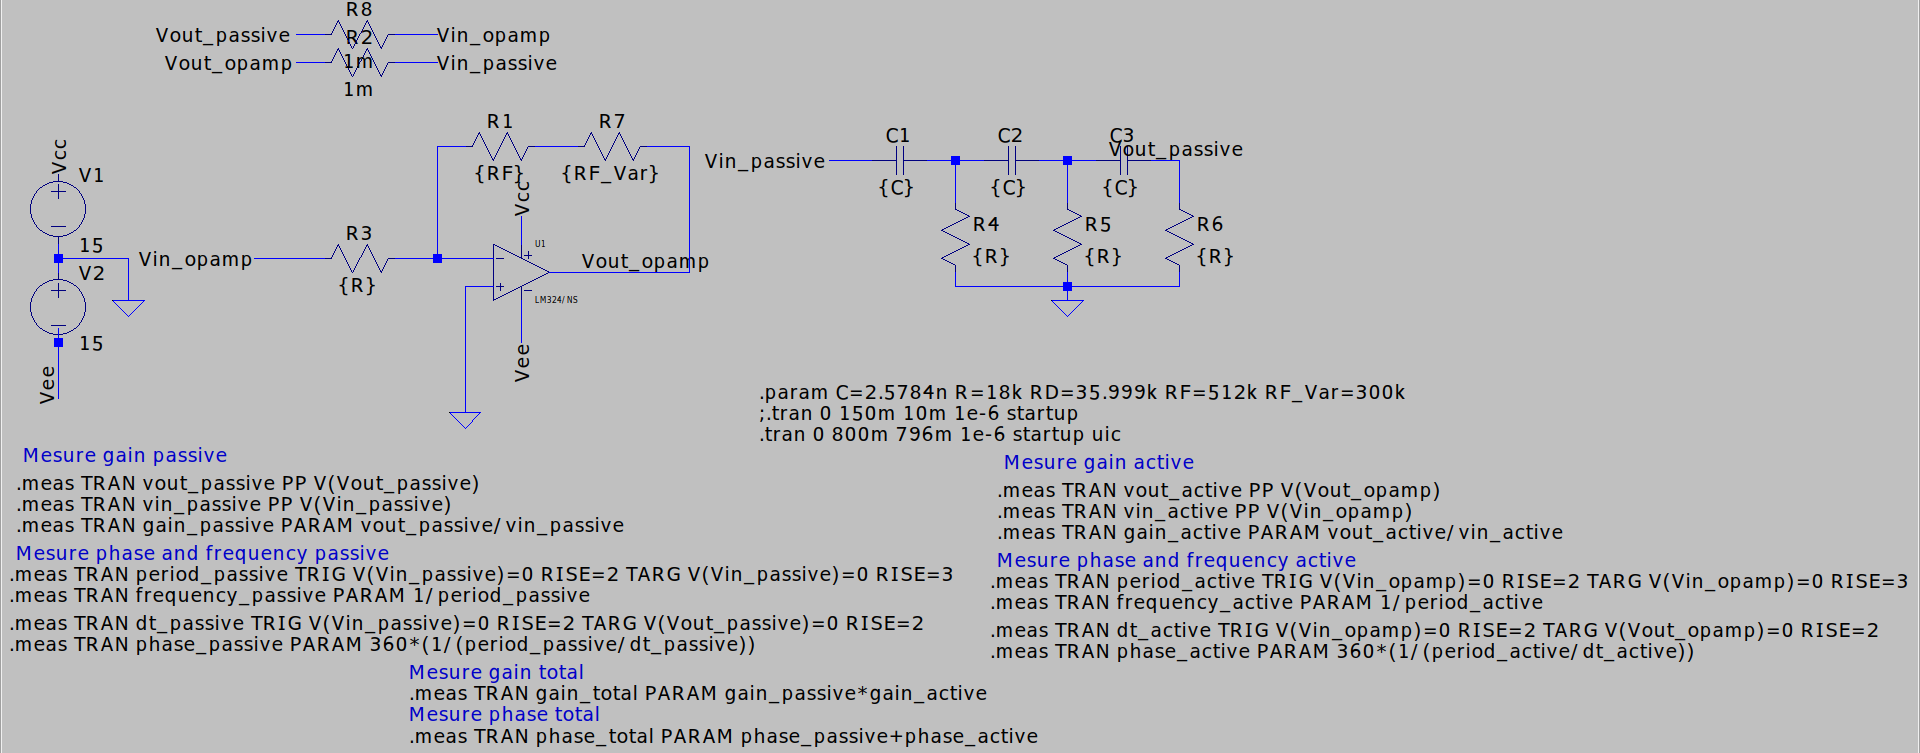 R8
Vout_passive
Vin_opamp
R2
1m
Vout_opamp
Vin_passive
1m
Vcc
V1
15
V2
15
Vee
Vin_opamp
R3
{R}
R1
{RF}
R7
{RF_Var}
Vcc
U1
Vout_opamp
LM324/NS
Vee
Vin_passive
C1
{C}
C2
{C}
C3
{C}
Vout_passive
R4
{R}
R5
{R}
R6
{R}
.param C=2.5784n R=18k RD=35.999k RF=512k RF_Var=300k
;.tran 0 150m 10m 1e-6 startup
.tran 0 800m 796m 1e-6 startup uic
Mesure gain passive
.meas TRAN vout_passive PP V(Vout_passive)
.meas TRAN vin_passive PP V(Vin_passive)
.meas TRAN gain_passive PARAM vout_passive/vin_passive
Mesure phase and frequency passive
.meas TRAN period_passive TRIG V(Vin_passive)=0 RISE=2 TARG V(Vin_passive)=0 RISE=3
.meas TRAN frequency_passive PARAM 1/period_passive
.meas TRAN dt_passive TRIG V(Vin_passive)=0 RISE=2 TARG V(Vout_passive)=0 RISE=2
.meas TRAN phase_passive PARAM 360*(1/(period_passive/dt_passive))
Mesure gain active
.meas TRAN vout_active PP V(Vout_opamp)
.meas TRAN vin_active PP V(Vin_opamp)
.meas TRAN gain_active PARAM vout_active/vin_active
Mesure phase and frequency active
.meas TRAN period_active TRIG V(Vin_opamp)=0 RISE=2 TARG V(Vin_opamp)=0 RISE=3
.meas TRAN frequency_active PARAM 1/period_active
.meas TRAN dt_active TRIG V(Vin_opamp)=0 RISE=2 TARG V(Vout_opamp)=0 RISE=2
.meas TRAN phase_active PARAM 360*(1/(period_active/dt_active))
Mesure gain total
.meas TRAN gain_total PARAM gain_passive*gain_active
Mesure phase total
.meas TRAN phase_total PARAM phase_passive+phase_active